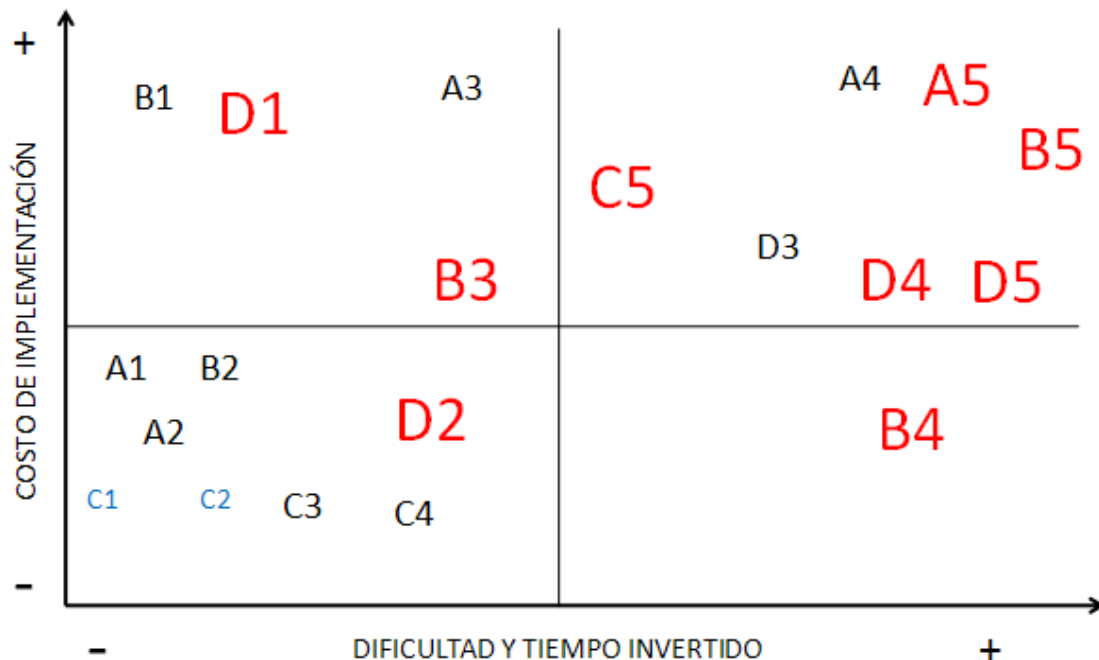 +
B1
D1
A3
A4
A5
B5
C5
D3
B3
D4
D5
COSTO DE IMPLEMENTACIÓN
A1
B2
A2
D2
B4
C1
C2
C3
C4
-
-
DIFICULTAD Y TIEMPO INVERTIDO
+